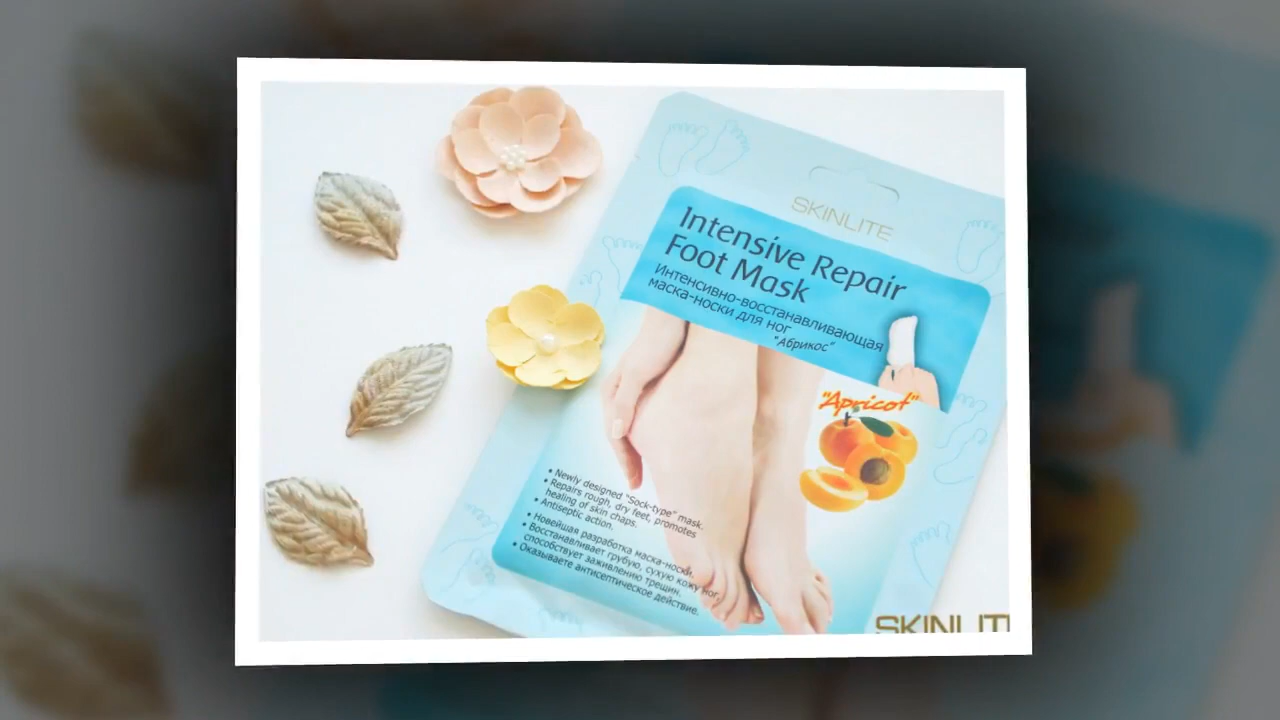 SKINLITE
Intensive Repair
Foot Mask
Интенсивно-восстанавливающая
маска-носки для ног
"Абрикос"
"Apricot"
• Newly designed "Sock-type" mask.
• Repairs rough, dry feet, promotes
healing of skin chaps.
• Antiseptic action.
• Новейшая разработка маска-носки.
• Восстанавливает грубую, сухую кожу ног,
способствует заживлению трещин.
• Оказываете антисептическое действие.
SKINLIT